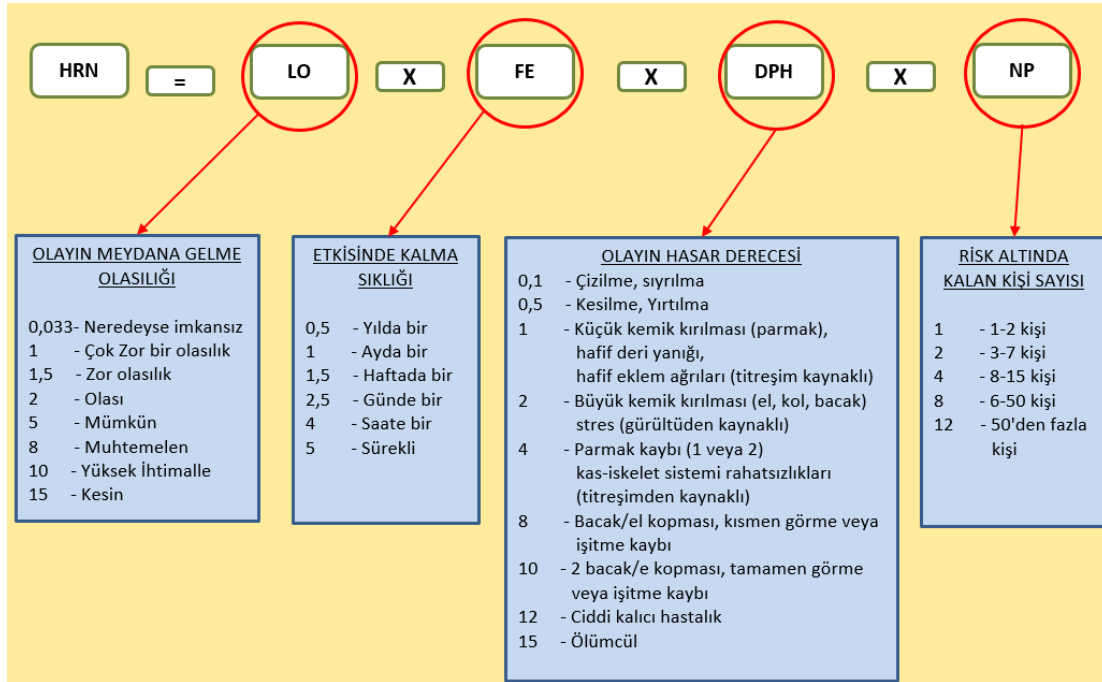 HRN = LO X FE X DPH X NP
OLAYIN MEYDANA GELME
OLASILIĞI
0,033- Neredeyse imkansız
1 - Çok Zor bir olasılık
1,5 - Zor olasılık
2 - Olası
5 - Mümkün
8 - Muhtemelen
10 - Yüksek İhtimalle
15 - Kesin
ETKİSİNDE KALMA
SIKLIĞI
0,5 - Yılda bir
1 - Ayda bir
1,5 - Haftada bir
2,5 - Günde bir
4 - Saate bir
5 - Sürekli
OLAYIN HASAR DERECESİ
0,1 - Çizilme, sıyrılma
0,5 - Kesilme, Yırtılma
1 - Küçük kemik kırılması (parmak),
hafif deri yanığı,
hafif eklem ağrıları (titreşim kaynaklı)
2 - Büyük kemik kırılması (el, kol, bacak)
stres (gürültüden kaynaklı)
4 - Parmak kaybı (1 veya 2)
kas-iskelet sistemi rahatsızlıkları
(titreşimden kaynaklı)
8 - Bacak/el kopması, kısmen görme veya
işitme kaybı
10 - 2 bacak/e kopması, tamamen görme
veya işitme kaybı
12 - Ciddi kalıcı hastalık
15 - Ölümcül
RİSK ALTINDA
KALAN KİŞİ SAYISI
1 - 1-2 kişi
2 - 3-7 kişi
4 - 8-15 kişi
8 - 6-50 kişi
12 - 50'den fazla
kişi